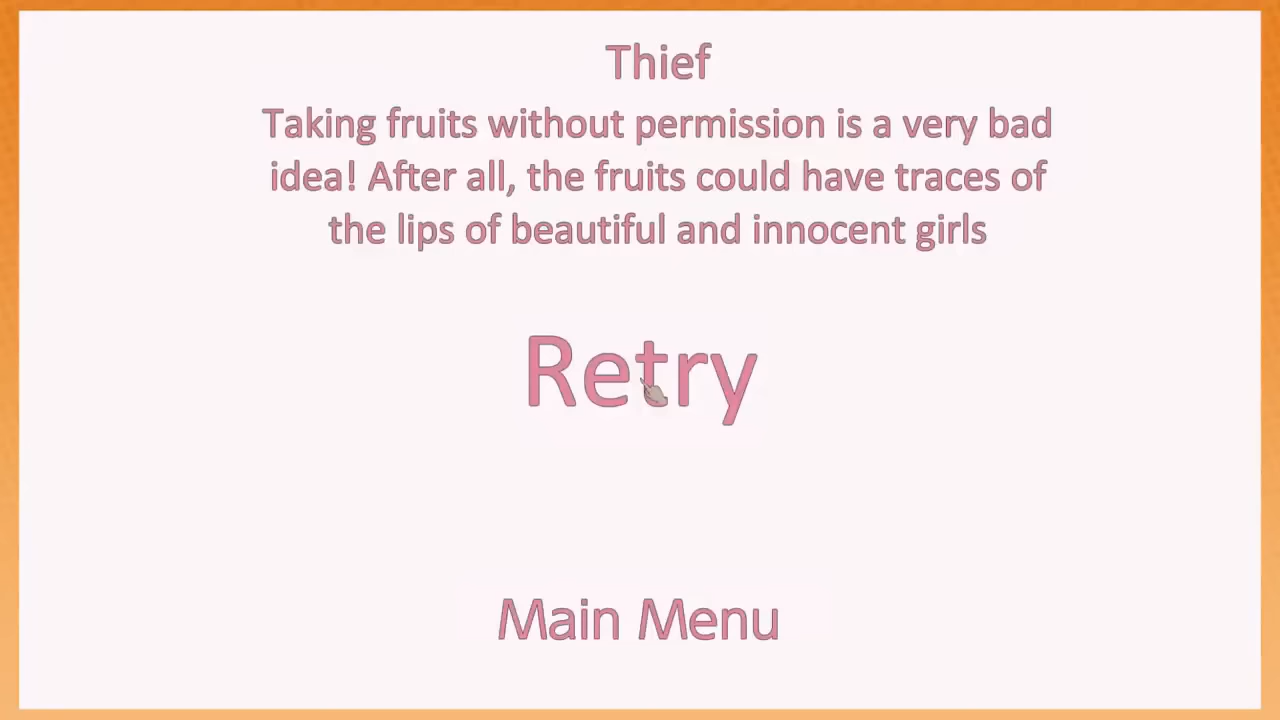 Thief
Taking fruits without permission is a very bad
idea! After all, the fruits could have traces of
the lips of beautiful and innocent girls
Retry
Main Menu